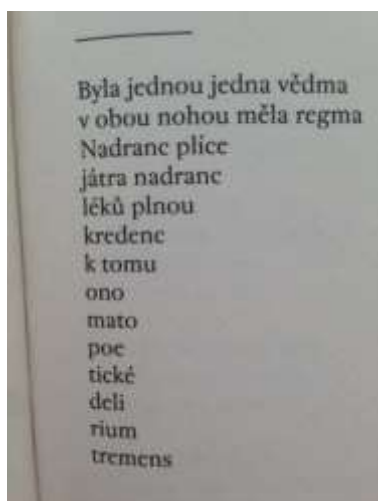 Byla jednou jedna vědma
v obou nohou měla regma
Nadranc plíce
játra nadranc
léků plnou
kredenc
k tomu
ono
mato
poe
tické
deli
rium
tremens